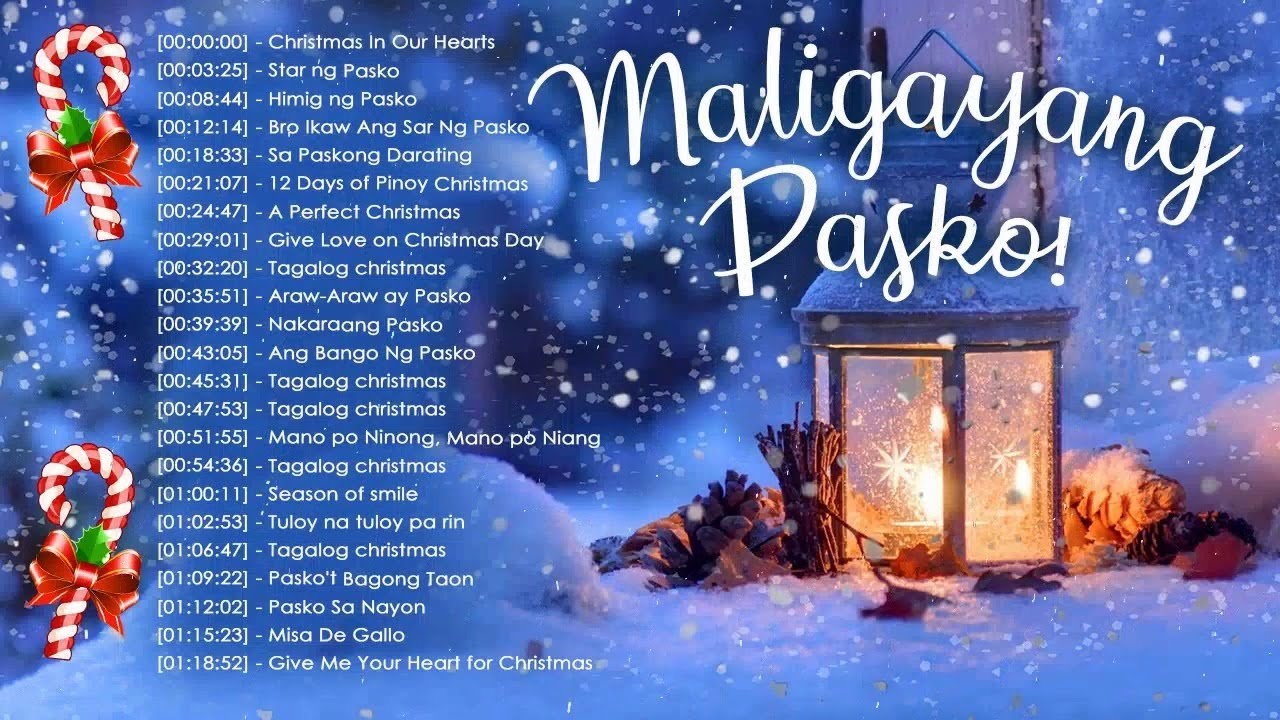 [00:00:00] - Christmas In Our Hearts
[00:03:25] - Star ng Pasko
[00:08:44] - Himig ng Pasko
[00:12:14] - Bro Ikaw Ang Sar Ng Pasko
[00:18:33] - Sa Paskong Darating
[00:21:07] - 12 Days of Pinoy Christmas
[00:24:47] - A Perfect Christmas
[00:29:01] - Give Love on Christmas Day
[00:32:20] - Tagalog christmas
[00:35:51] - Araw-Araw ay Pasko
[00:39:39] - Nakaraang Pasko
[00:43:05] - Ang Bango Ng Pasko
[00:45:31] - Tagalog christmas
[00:47:53] - Tagalog christmas
[00:51:55] - Mano po Ninong, Mano po Niang
[00:54:36] - Tagalog christmas
[01:00:11] - Season of smile
[01:02:53] - Tuloy na tuloy pa rin
[01:06:47] - Tagalog christmas
[01:09:22] - Pasko't Bagong Taon
[01:12:02] - Pasko Sa Nayon
[01:15:23] - Misa De Gallo
[01:18:52] - Give Me Your Heart for Christmas
Maligayang
Pasko!